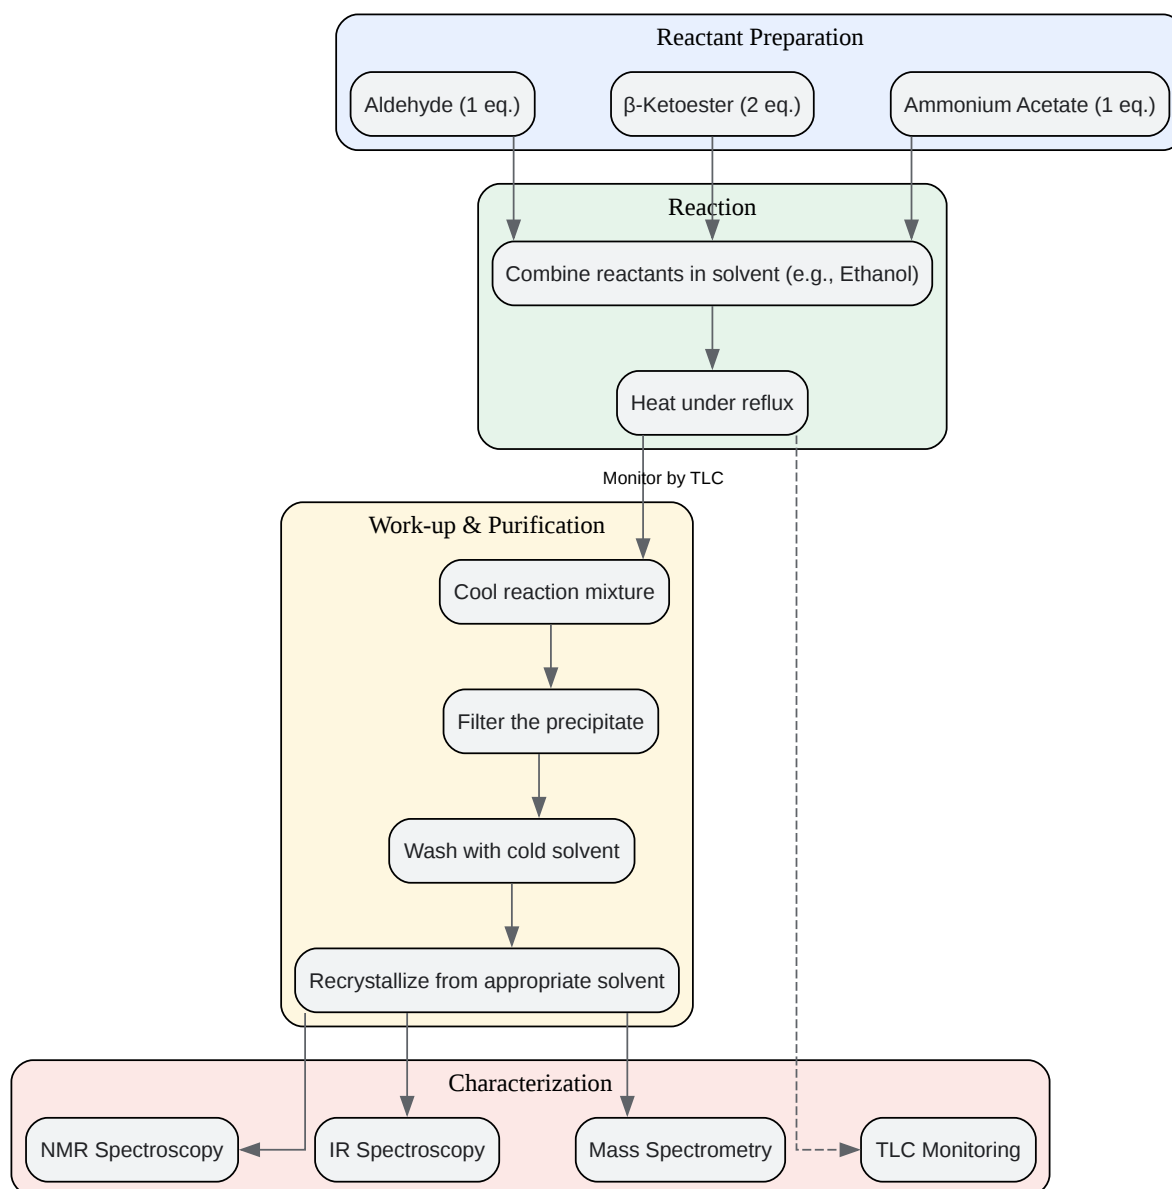 Reactant Preparation
Aldehyde (1 eq.)
β-Ketoester (2 eq.)
Ammonium Acetate (1 eq.)
Reaction
Combine reactants in solvent (e.g., Ethanol)
Heat under reflux
Monitor by TLC
Work-up & Purification
Cool reaction mixture
Filter the precipitate
Wash with cold solvent
Recrystallize from appropriate solvent
Characterization
NMR Spectroscopy
IR Spectroscopy
Mass Spectrometry
TLC Monitoring